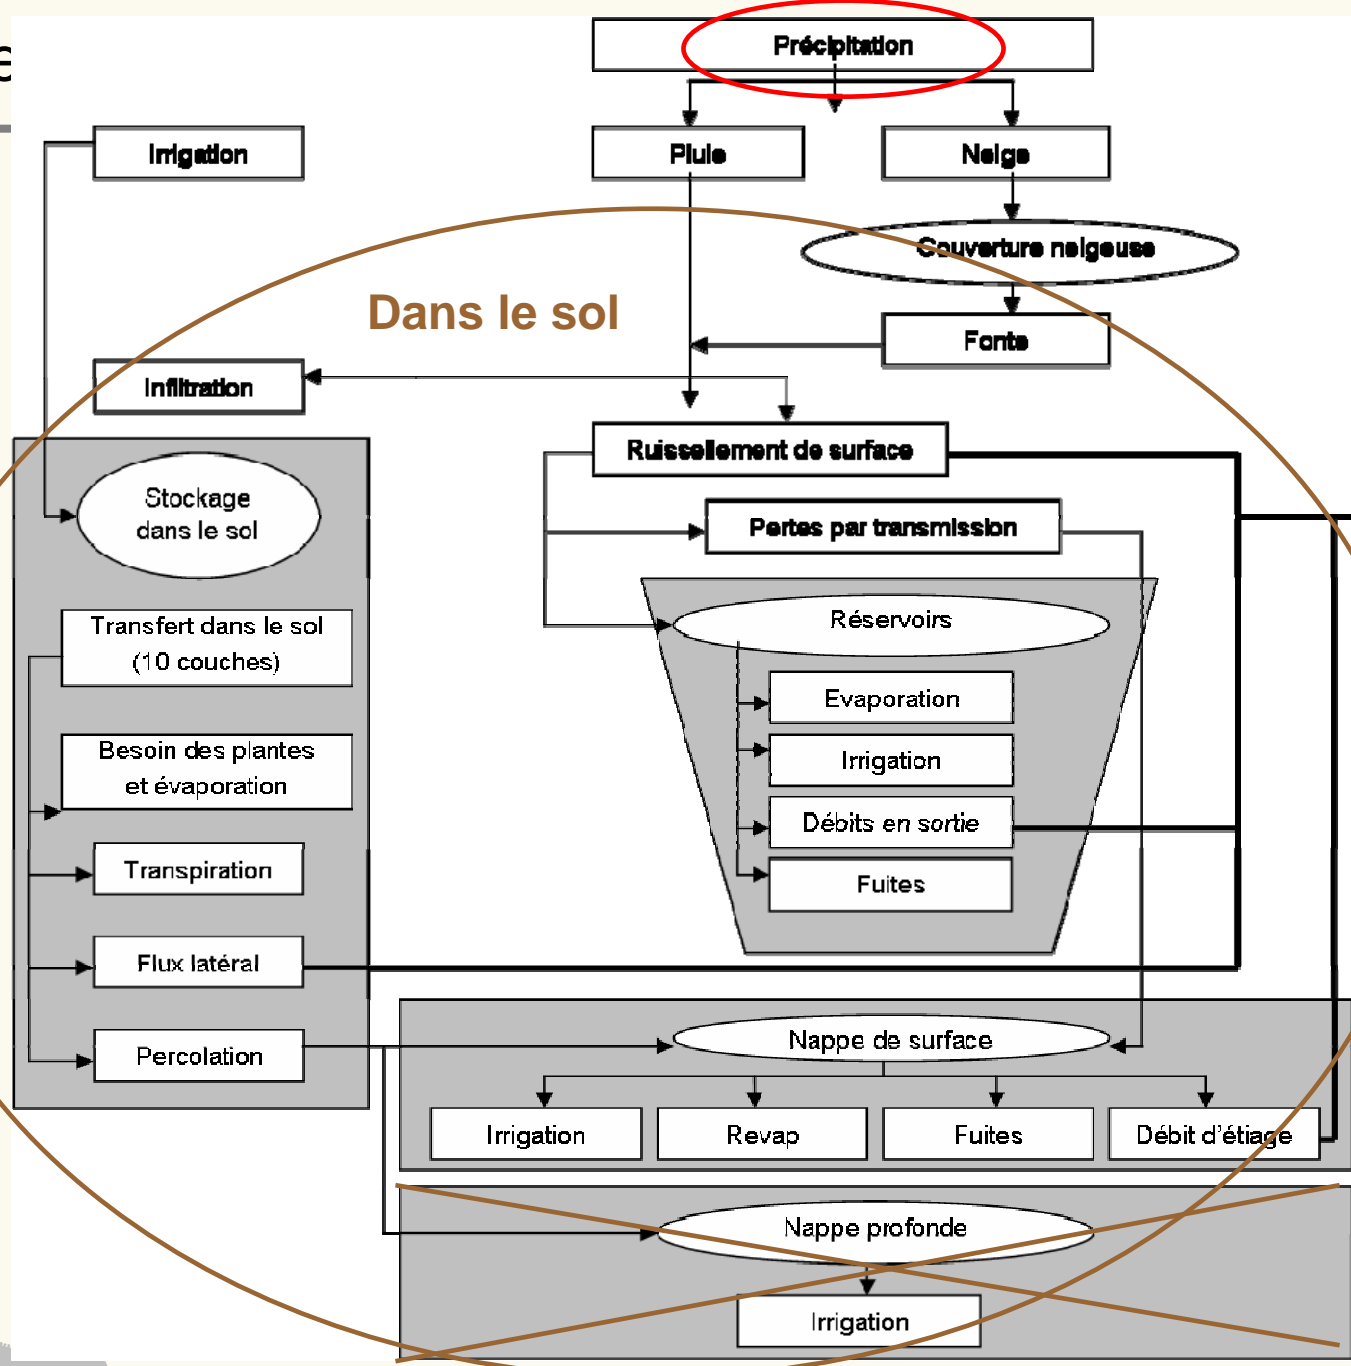 Précipitation
Irrigation
Pluie
Neige
Couverture neigeuse
Dans le sol
Fonte
Infiltration
Ruissellement de surface
Stockage
dans le sol
Pertes par transmission
Réservoirs
Transfert dans le sol
(10 couches)
Evaporation
Besoin des plantes
et évaporation
Irrigation
Débits en sortie
Transpiration
Fuites
Flux latéral
Percolation
Nappe de surface
Irrigation
Revap
Fuites
Débit d'étiage
Nappe profonde
Irrigation